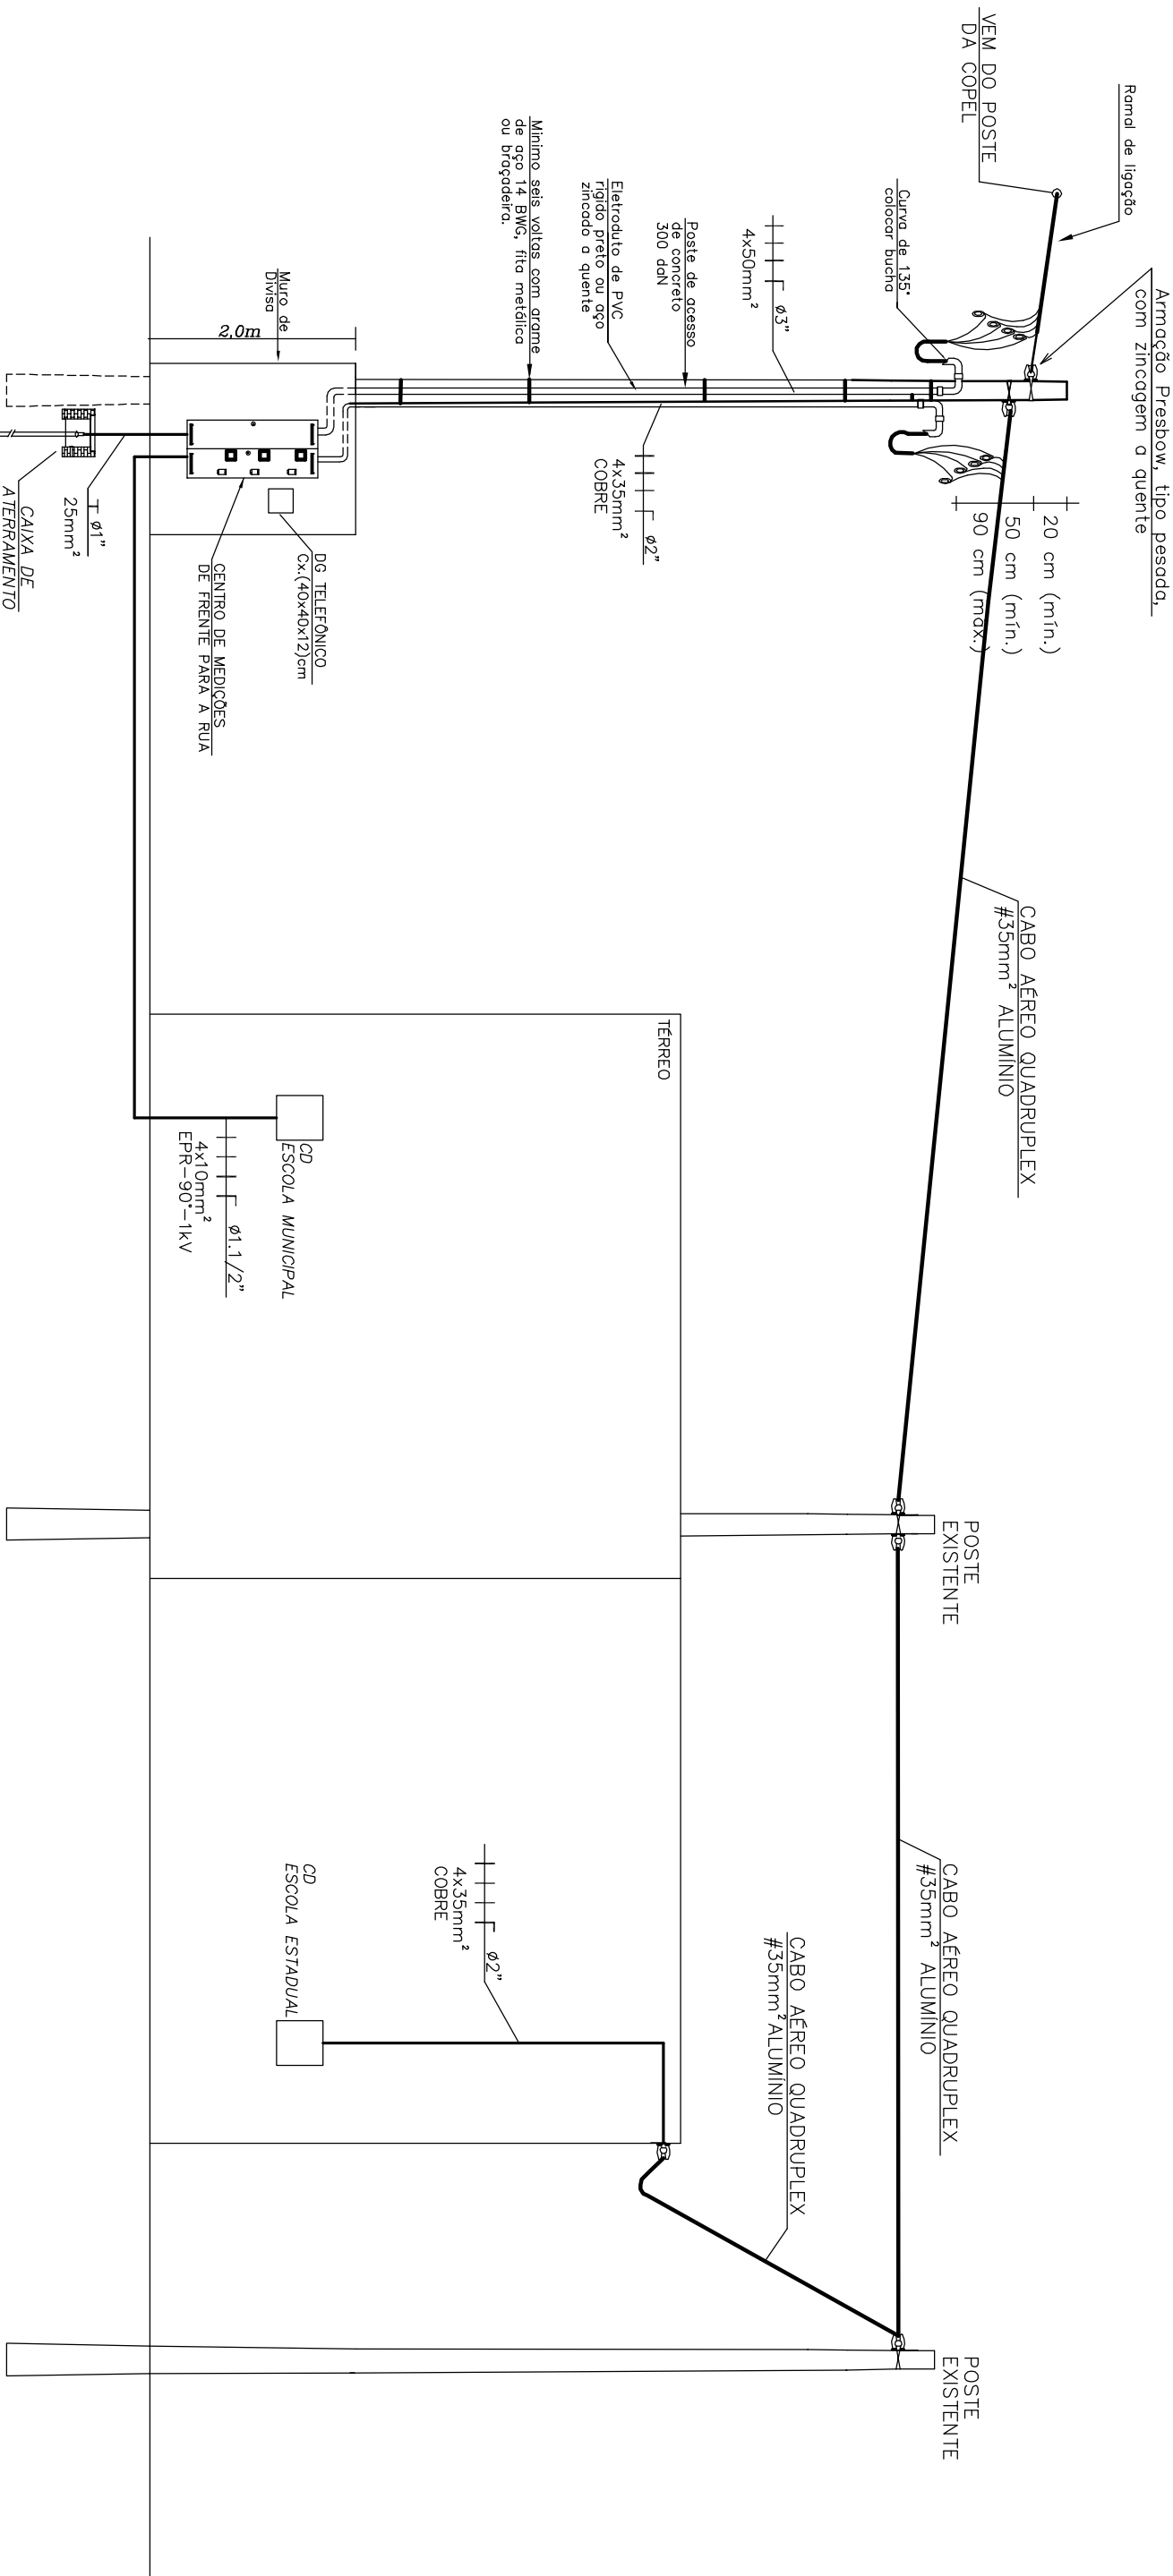 Armação Presbow, tipo pesada,
com zincagem a quente
Ramal de ligação
VEM DO POSTE
DA COPEL
20 cm (mín.)
50 cm (mín.)
90 cm (máx.)
Curva de 135°
colocar bucha
ø3"
4x50mm²
Poste de acesso
de concreto
300 daN
Eletroduto de PVC
rígido preto ou aço
zincado a quente
Minimo seis voltas com arame
de aço 14 BWG, fita metálica
ou braçadeira.
ø2"
4x35mm²
COBRE
Muro de
Divisa
2,0m
DG TELEFÔNICO
Cx.(40x40x12)cm
CENTRO DE MEDIÇÕES
DE FRENTE PARA A RUA
T ø1"
25mm²
CAIXA DE
ATERRAMENTO
CABO AÉREO QUADRUPLEX
#35mm² ALUMÍNIO
TÉRREO
CD
ESCOLA MUNICIPAL
ø1.1/2"
4x10mm²
EPR-90°-1kV
POSTE
EXISTENTE
CABO AÉREO QUADRUPLEX
#35mm² ALUMÍNIO
CABO AÉREO QUADRUPLEX
#35mm² ALUMÍNIO
ø2"
4x35mm²
COBRE
CD
ESCOLA ESTADUAL
POSTE
EXISTENTE